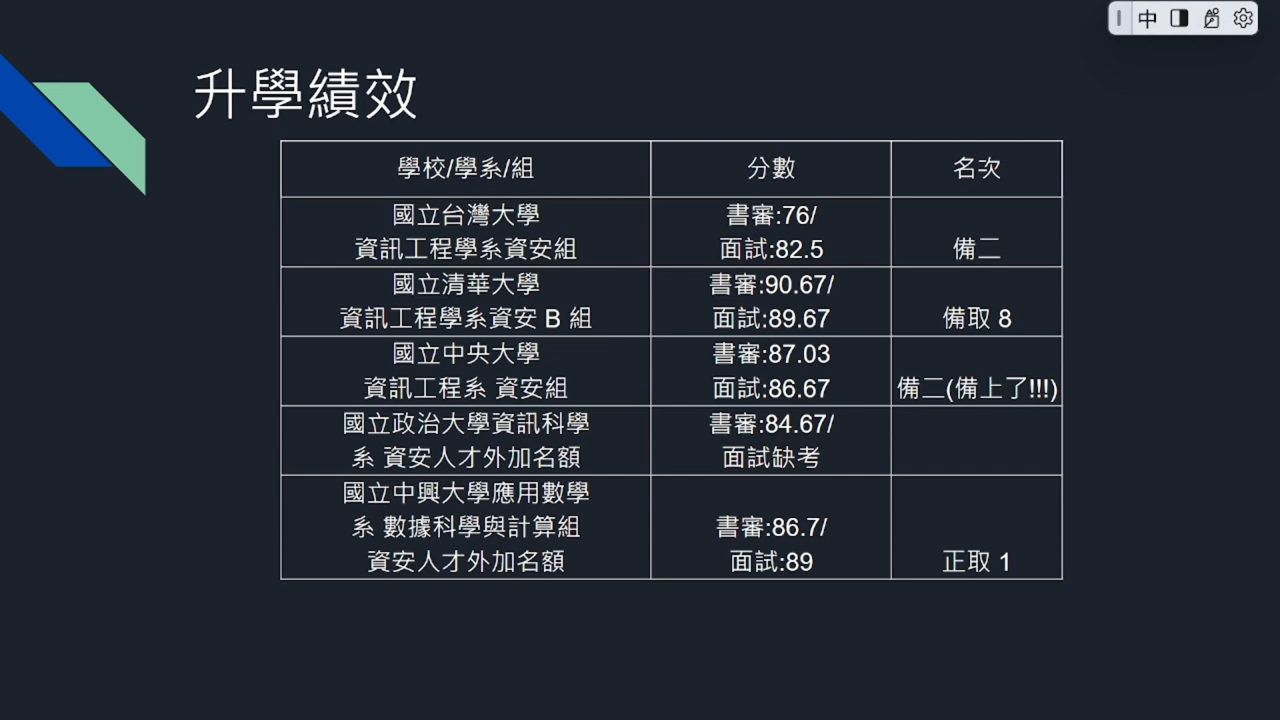 中
升學績效
學校/學系/組
分數
名次
國立台灣大學
資訊工程學系資安組
書審:76/
面試:82.5
備二
國立清華大學
資訊工程學系資安 B 組
書審:90.67/
面試:89.67
備取 8
國立中央大學
資訊工程系 資安組
書審:87.03
面試:86.67
備二(備上了!!!)
國立政治大學資訊科學
系 資安人才外加名額
書審:84.67/
面試缺考
國立中興大學應用數學
系 數據科學與計算組
資安人才外加名額
書審:86.7/
面試:89
正取 1